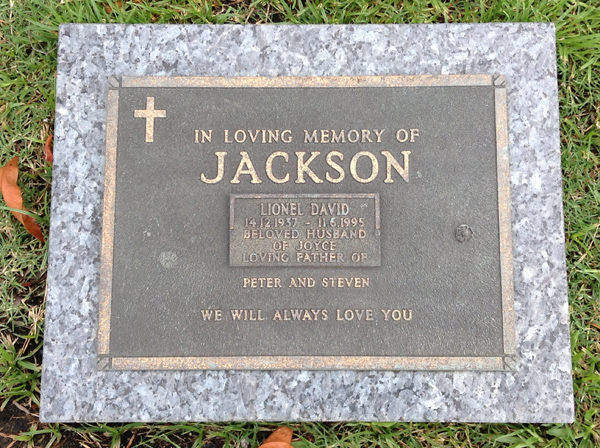 IN LOVING MEMORY OF
JACKSON
LIONEL DAVID
14.12.1937 - 11.6.1995
BELOVED HUSBAND
OF JOYCE
LOVING FATHER OF
PETER AND STEVEN
WE WILL ALWAYS LOVE YOU